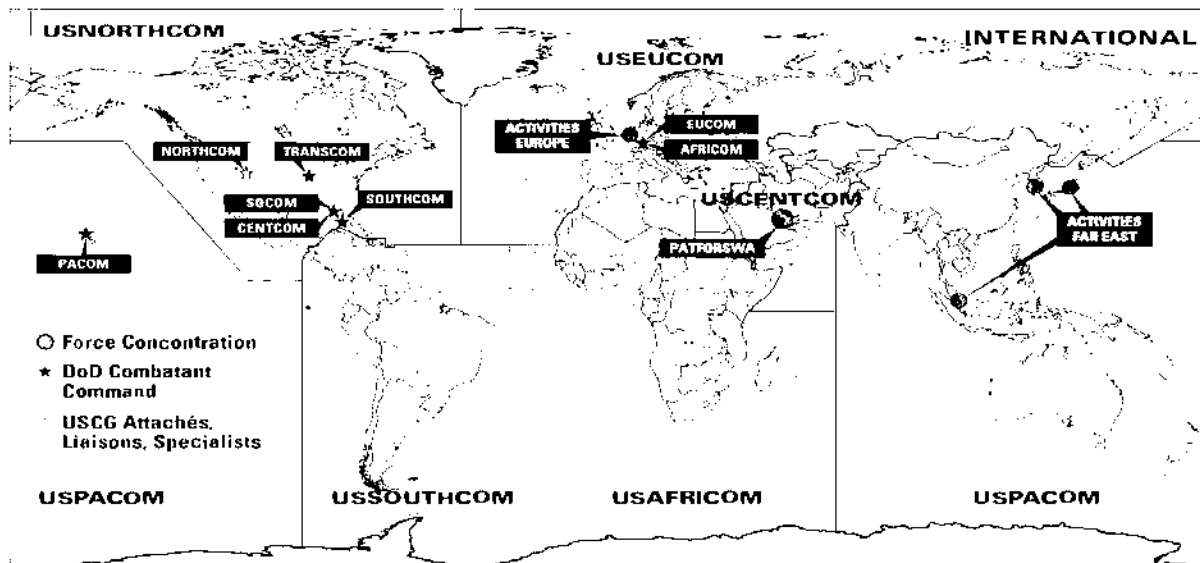 USNORTHCOM
INTERNATIONAL
USEUCOM
ACTIVITIES
EUROPE
EUCOM
AFRICOM
NORTHCOM
TRANSCOM
SOCOM
SOUTHCOM
CENTCOM
USCENTCOM
PATFORSWA
ACTIVITIES
FAR EAST
PACOM
Force Concentration
DoD Combatant
Command
USCG Attachés,
Liaisons, Specialists
USPACOM
USSOUTHCOM
USAFRICOM
USPACOM